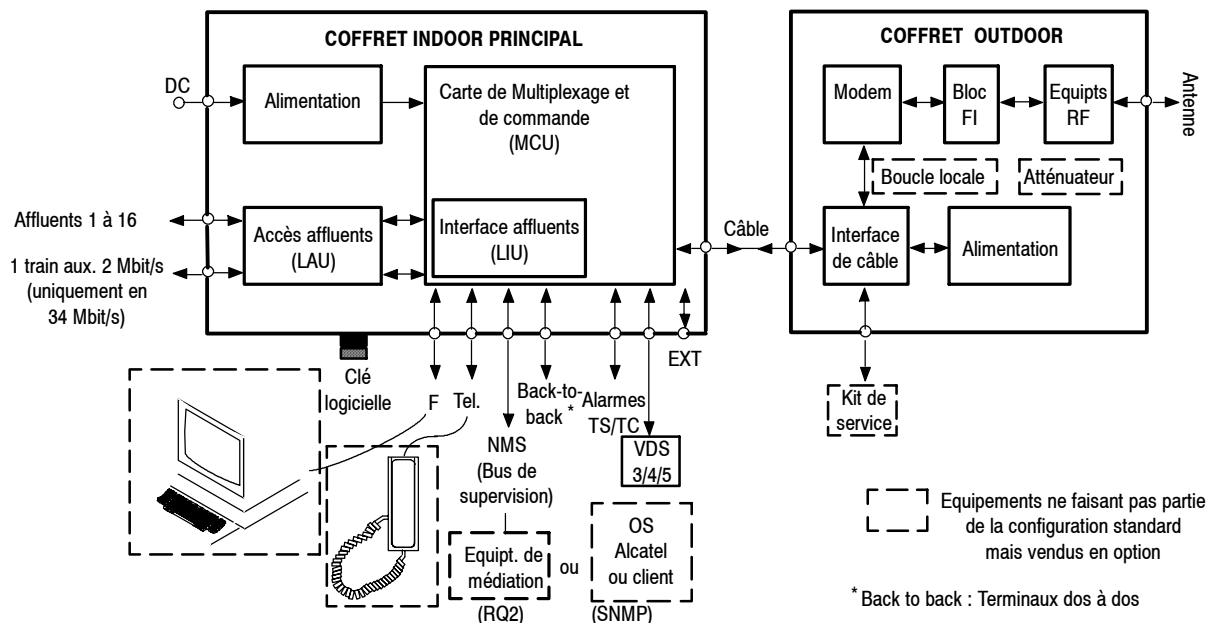 COFFRET INDOOR PRINCIPAL
COFFRET OUTDOOR
DC
Alimentation
Carte de Multiplexage et
de commande
(MCU)
Modem
Bloc
FI
Equipts
RF
Antenne
Boucle locale
Atténuateur
Affluents 1 à 16
1 train aux. 2 Mbit/s
(uniquement en
34 Mbit/s)
Accès affluents
(LAU)
Interface affluents
(LIU)
Câble
Interface
de câble
Alimentation
EXT
Clé
logicielle
F
Tel.
Back-to-
back *
Alarmes
TS/TC
NMS
(Bus de
supervision)
VDS
3/4/5
Kit de
service
Equipt. de
médiation
(RQ2)
ou
OS
Alcatel
ou client
(SNMP)
Equipements ne faisant pas partie
de la configuration standard
mais vendus en option
* Back to back : Terminaux dos à dos